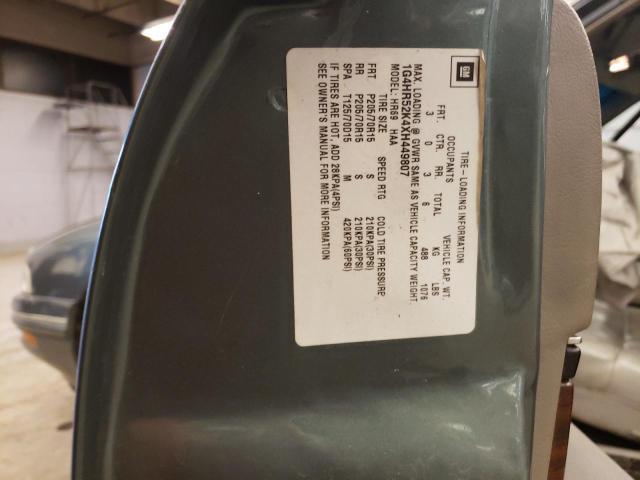 GM
TIRE-LOADING INFORMATION
OCCUPANTS VEHICLE CAP. WT.
FRT. CTR. RR. TOTAL KG LBS
3 0 3 6 488 1076
MAX. LOADING @ GVWR SAME AS VEHICLE CAPACITY WEIGHT.
1G4HR52K4XH449807
MODEL: HR69 HAA
TIRE SIZE SPEED RTG COLD TIRE PRESSURE
FRT P205/70R15 S 210KPA(30PSI)
RR P205/70R15 S 210KPA(30PSI)
SPA T125/70D15 M 420KPA(60PSI)
IF TIRES ARE HOT, ADD 28KPA(4PSI)
SEE OWNER'S MANUAL FOR MORE INFORMATION